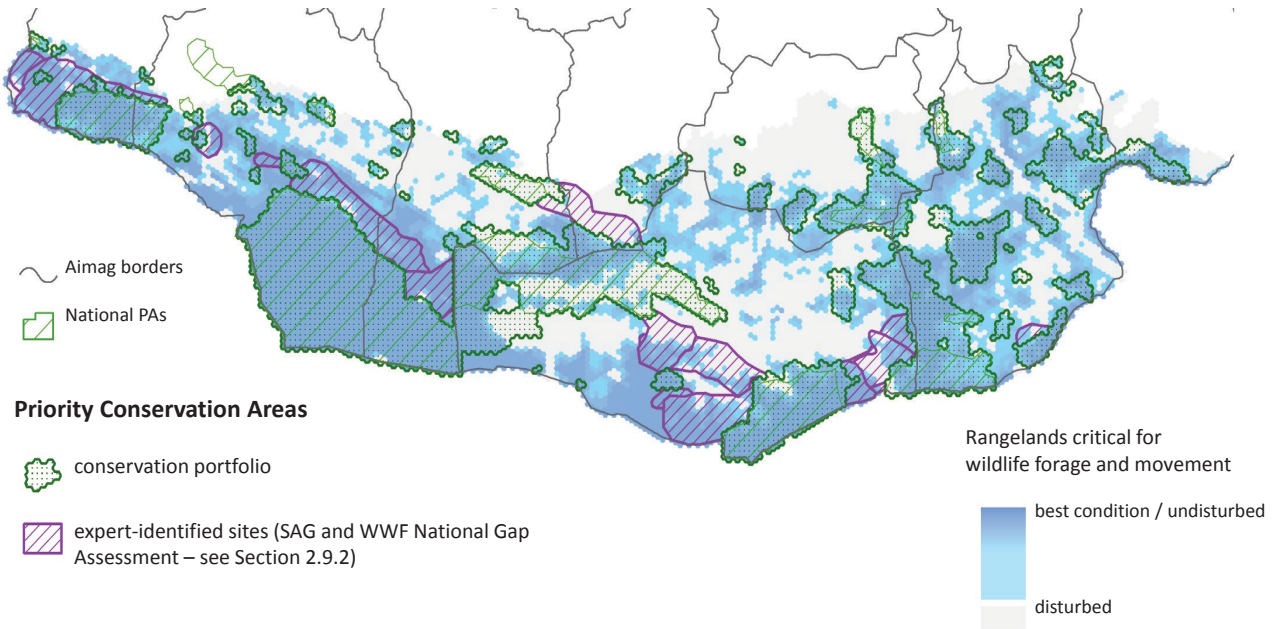 Aimag borders
National PAs
Priority Conservation Areas
conservation portfolio
expert-identified sites (SAG and WWF National Gap
Assessment – see Section 2.9.2)
Rangelands critical for
wildlife forage and movement
best condition / undisturbed
disturbed